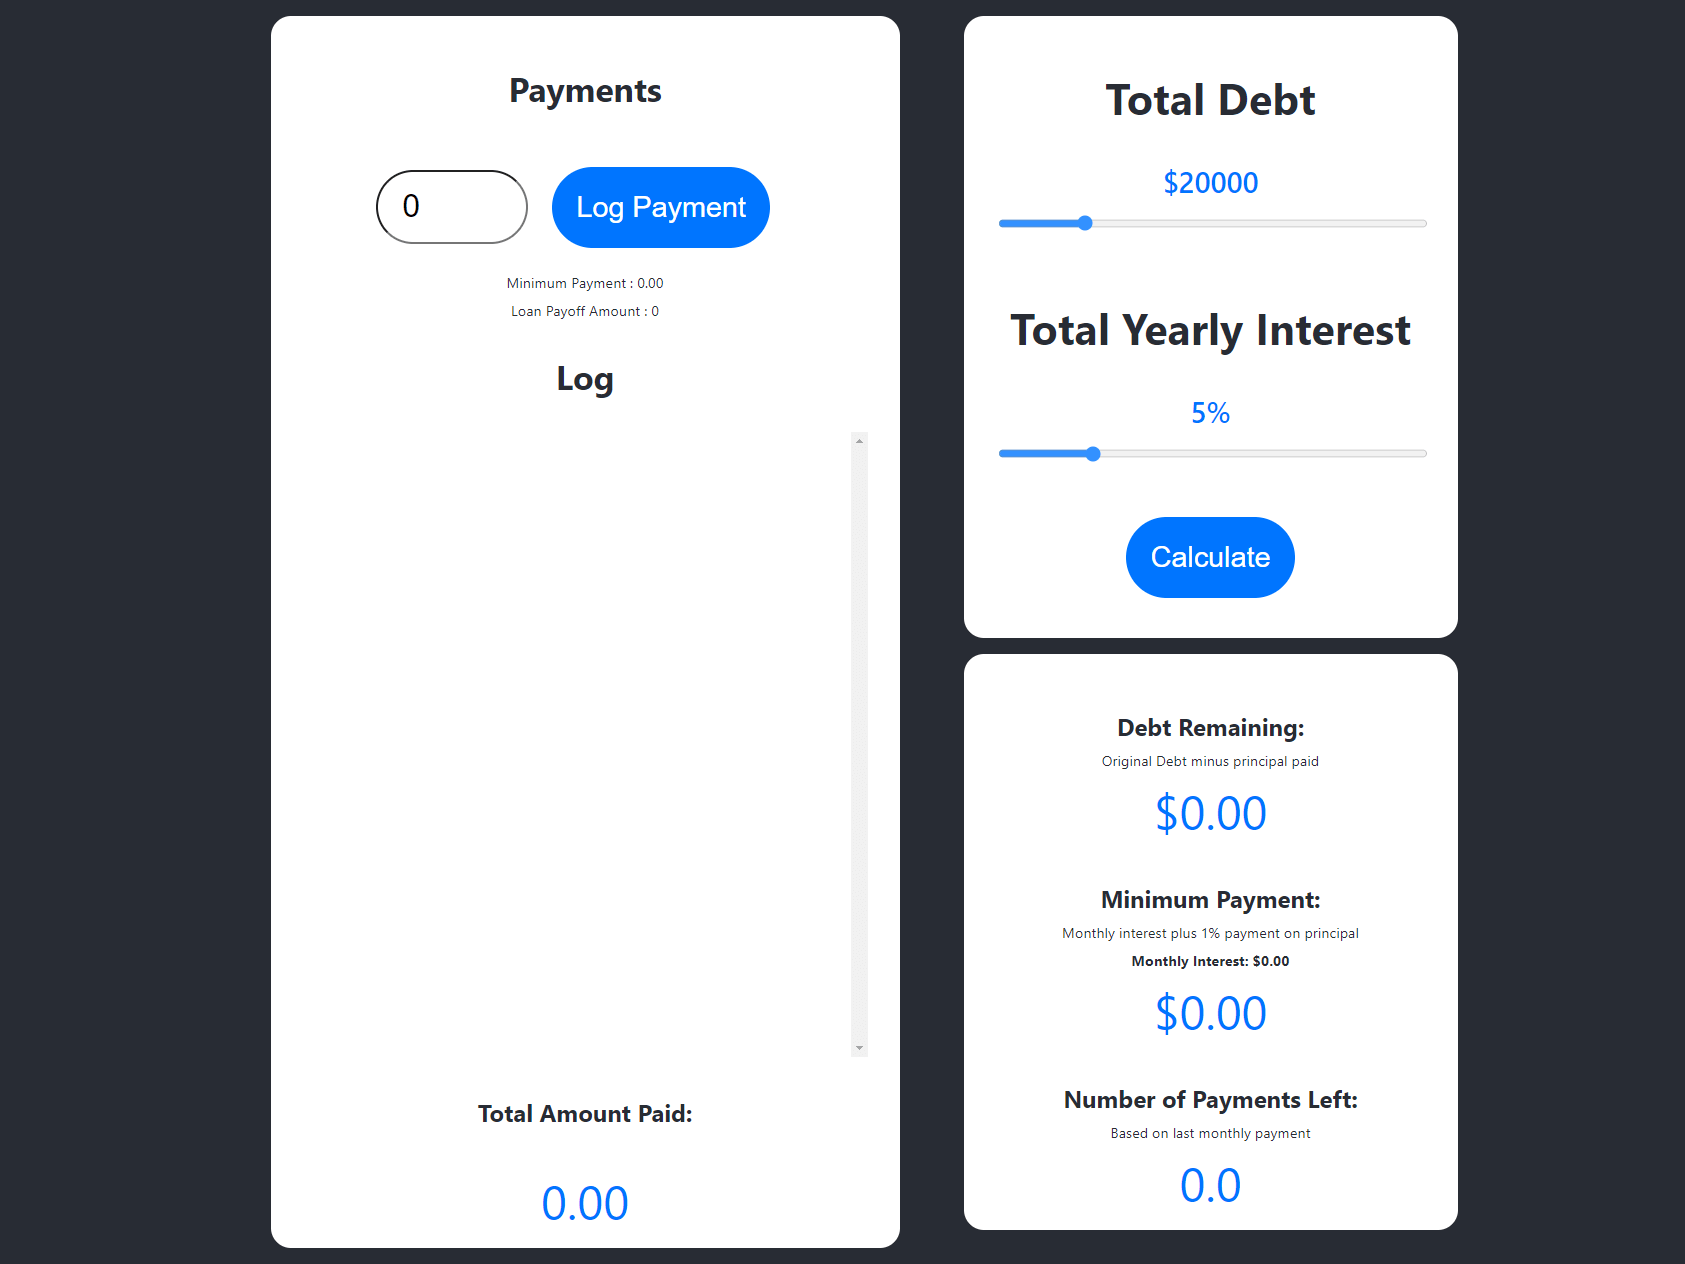 Payments
0
Log Payment
Minimum Payment : 0.00
Loan Payoff Amount : 0
Log
Total Amount Paid:
0.00
Total Debt
$20000
Total Yearly Interest
5%
Calculate
Debt Remaining:
Original Debt minus principal paid
$0.00
Minimum Payment:
Monthly interest plus 1% payment on principal
Monthly Interest: $0.00
$0.00
Number of Payments Left:
Based on last monthly payment
0.0